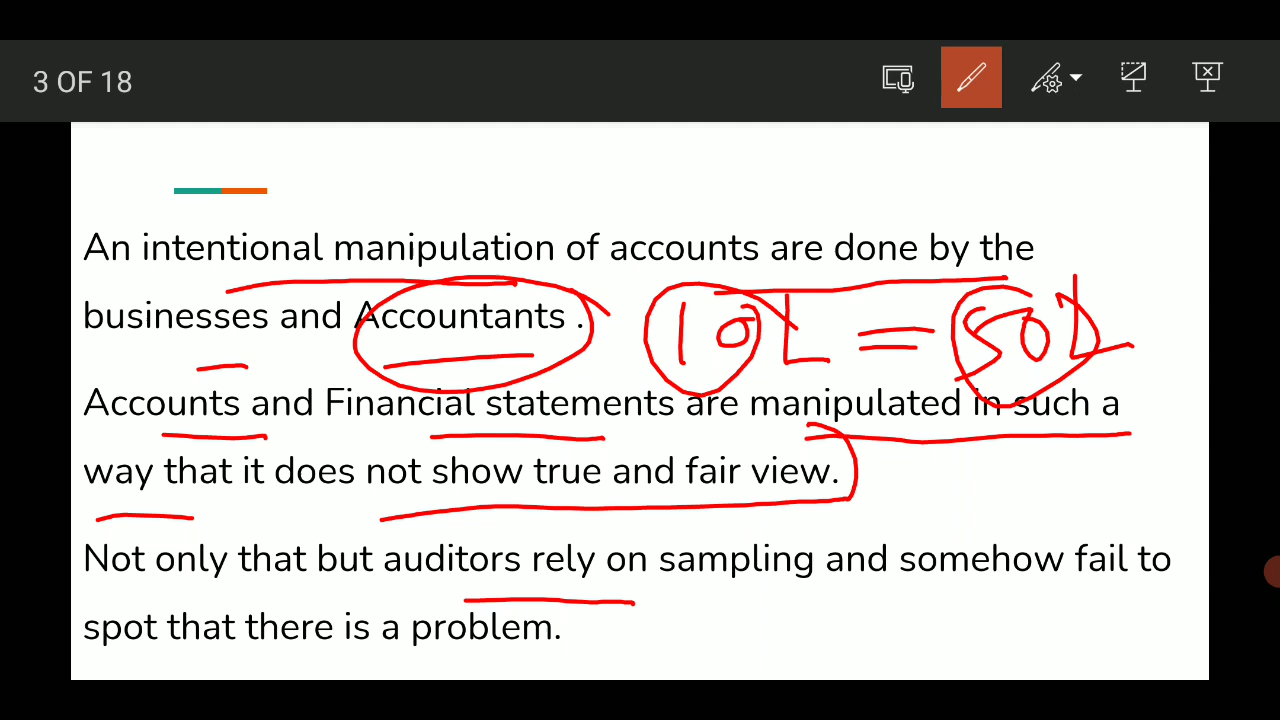 3 OF 18
An intentional manipulation of accounts are done by the
businesses and Accountants . 10L = 50L
Accounts and Financial statements are manipulated in such a
way that it does not show true and fair view.
Not only that but auditors rely on sampling and somehow fail to
spot that there is a problem.